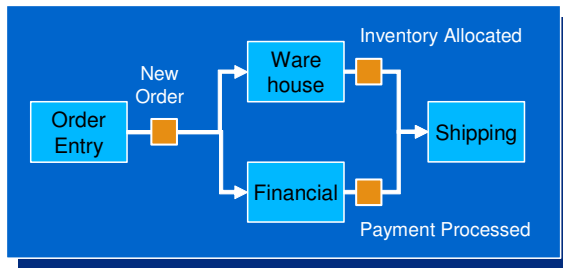 Inventory Allocated
Ware
house
New
Order
Order
Entry
Shipping
Financial
Payment Processed